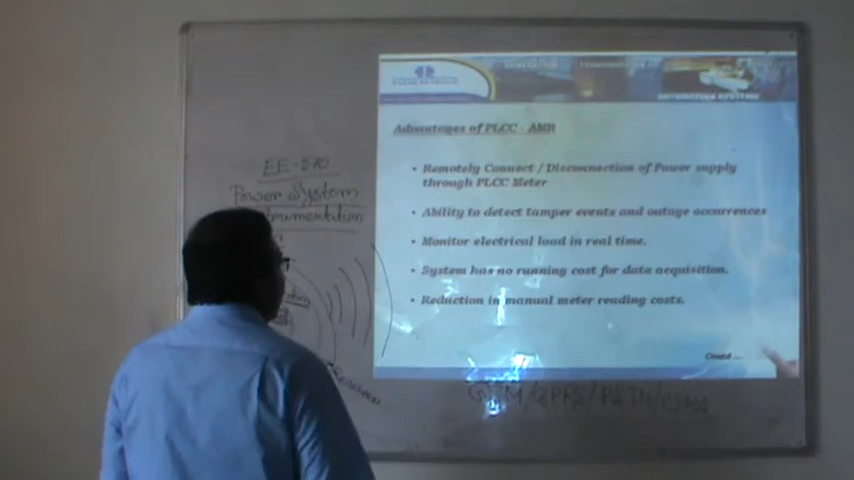 EE-570
Power System
Advantages of PLCC - AMR
• Remotely Connect / Disconnection of Power supply
through PLCC Meter
• Ability to detect tamper events and outage occurrences
• Monitor electrical load in real time.
• System has no running cost for data acquisition.
• Reduction in manual meter reading costs.
Contd ....
GSM/GPRS/PSTN/